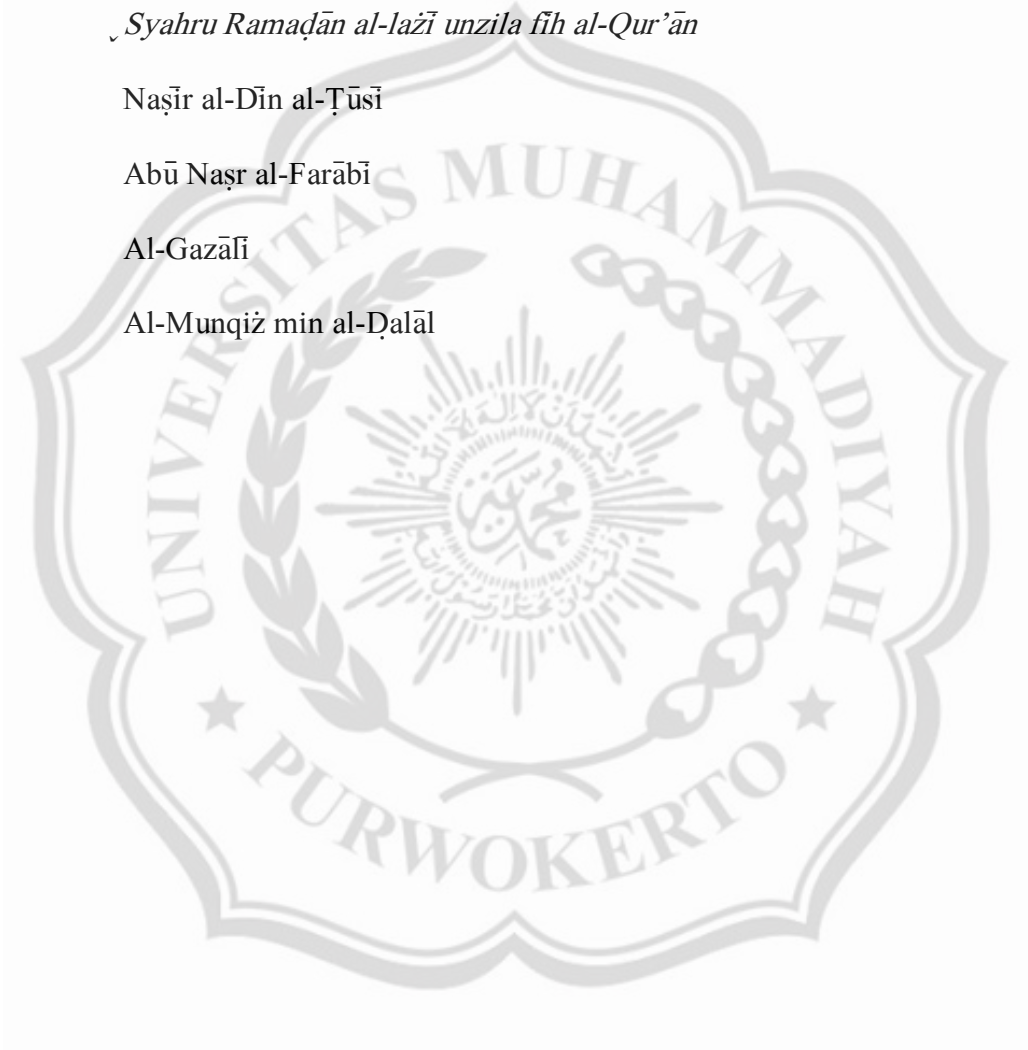 Syahru Ramaḍān al-lażī unzila fīh al-Qur’ān
Naṣīr al-Dīn al-Ṭūsī
Abū Naṣr al-Farābī
Al-Gazālī
Al-Munqiż min al-Ḍalāl
UNIVERSITAS MUHAMMADIYAH
محمدية
PURWOKERTO